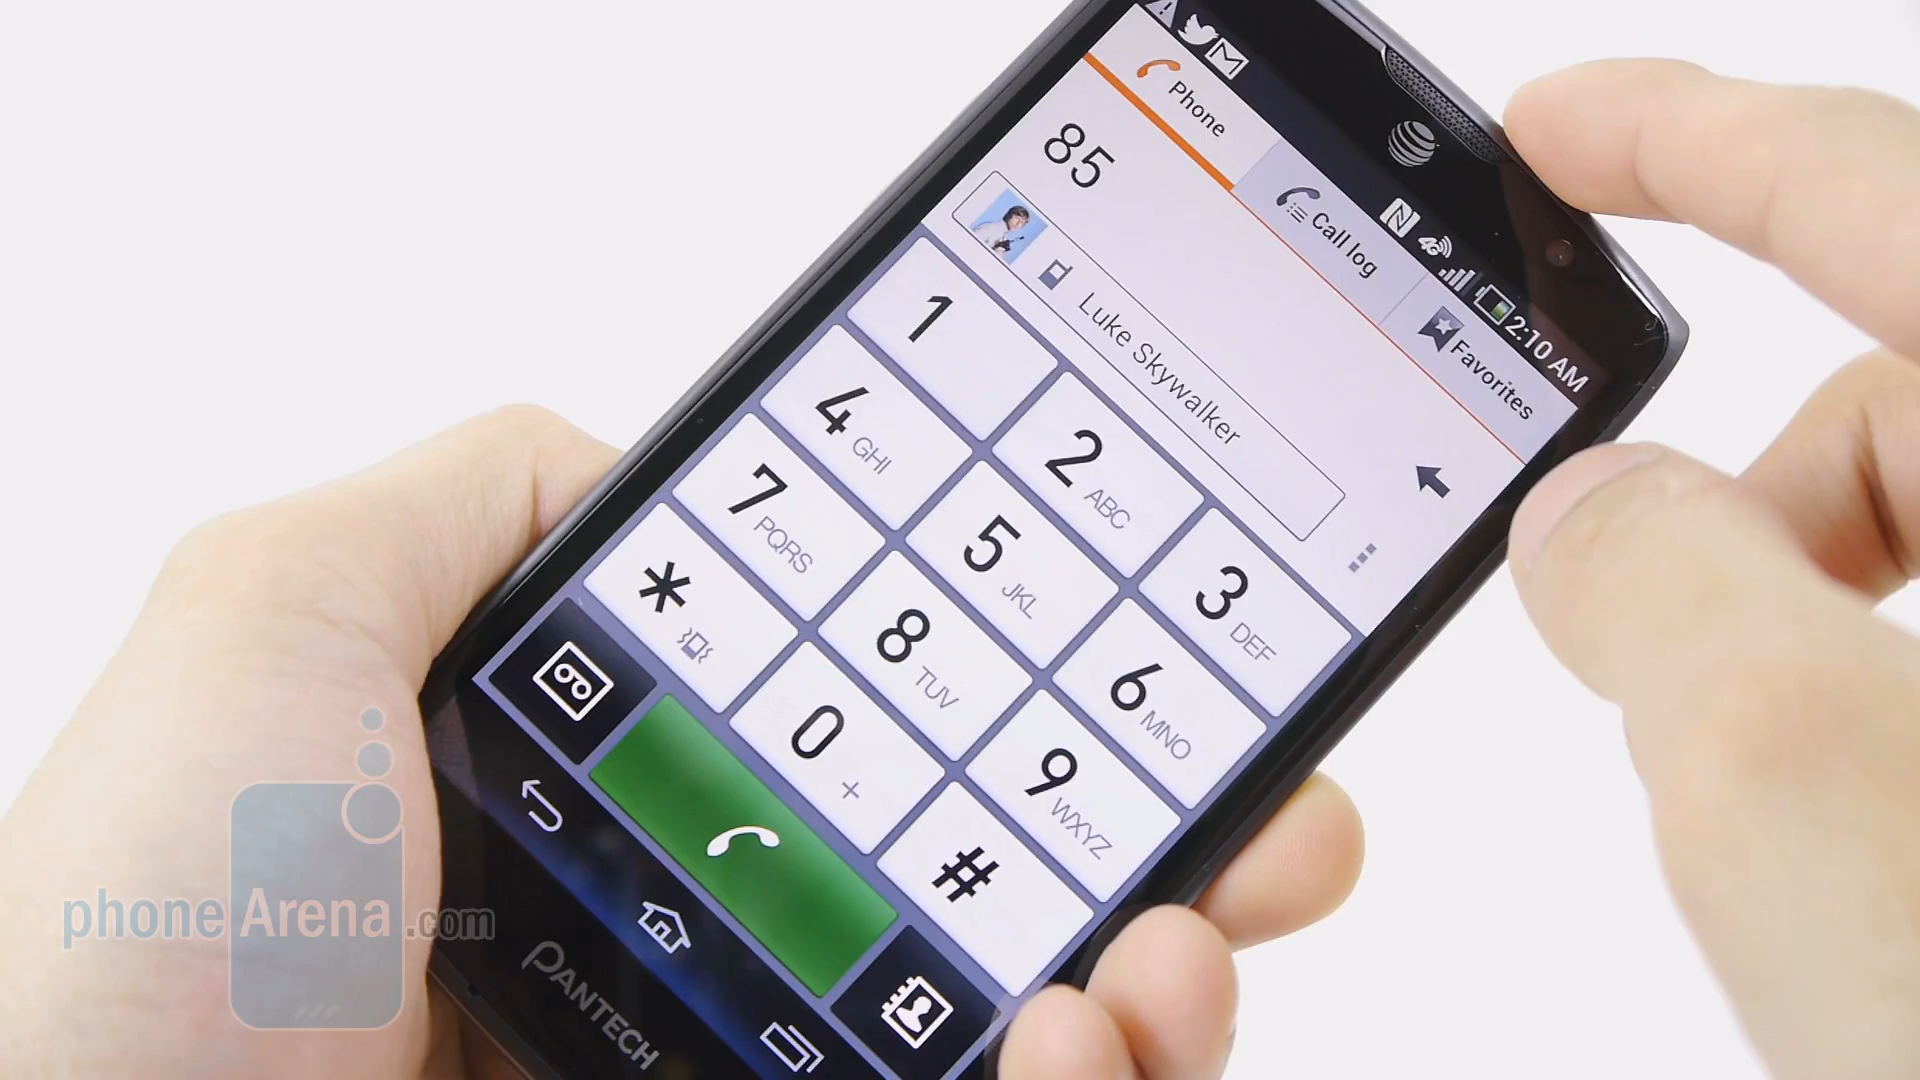 Phone
Call log
Favorites
4G
2:10 AM
85
Luke Skywalker
1
2 ABC
3 DEF
4 GHI
5 JKL
6 MNO
7 PQRS
8 TUV
9 WXYZ
*
0 +
#
PANTECH
phoneArena.com